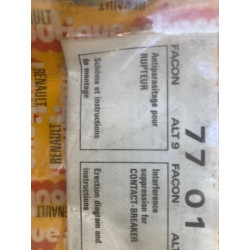 77 01
FACON ALT 9 FACON
Antiparasitage pour
RUPTEUR
Interference
suppression for
CONTACT-BREAKER
Schéma et instructions
de montage
Erection diagram and
instructions
RENAULT
RENAULT